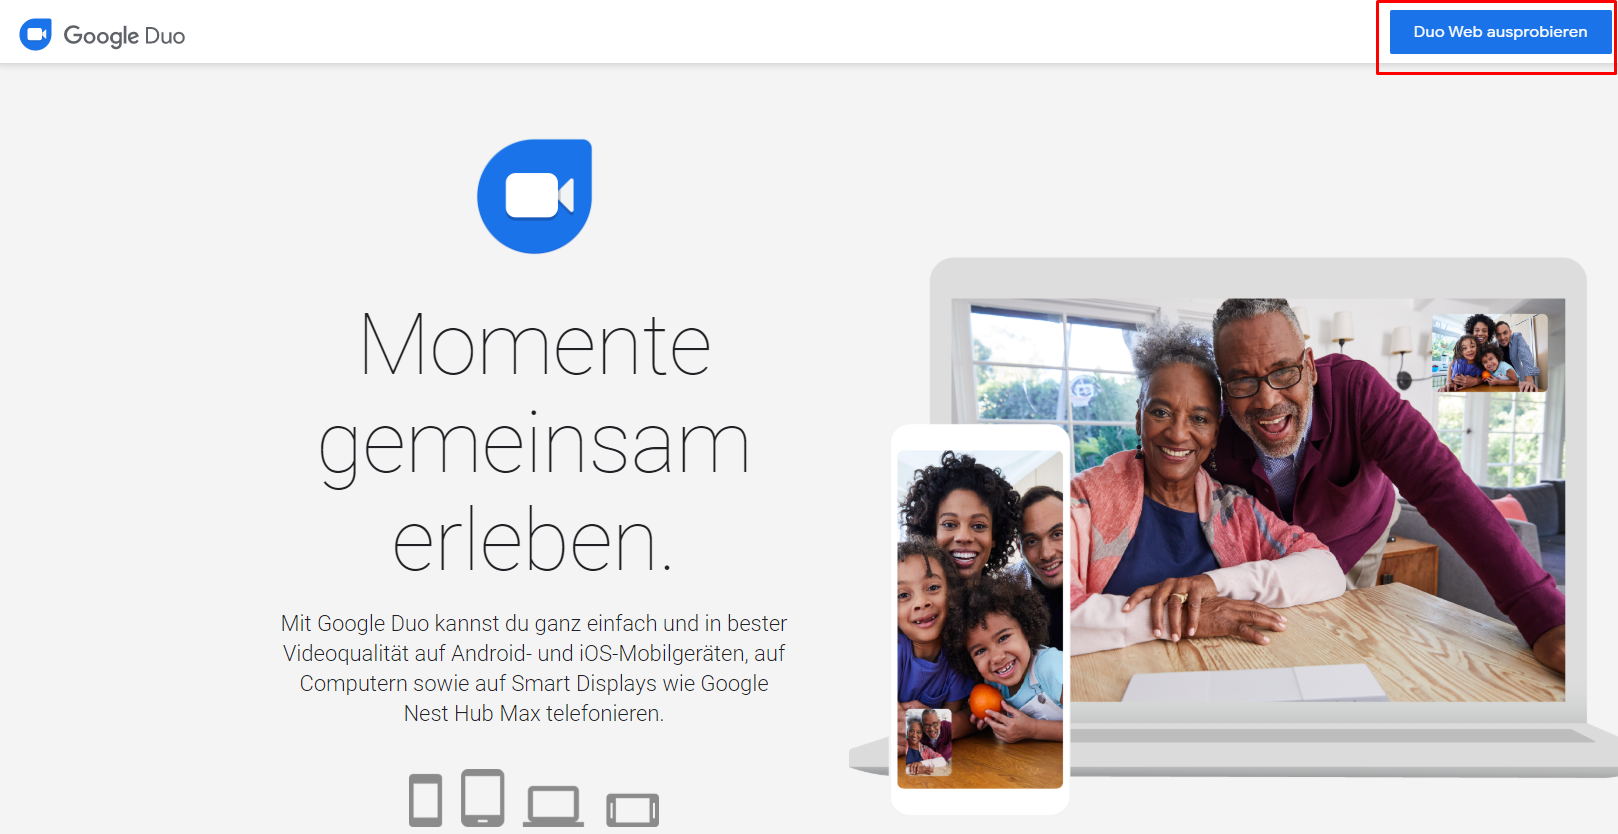 Google Duo
Duo Web ausprobieren
Momente
gemeinsam
erleben.
Mit Google Duo kannst du ganz einfach und in bester
Videoqualität auf Android- und iOS-Mobilgeräten, auf
Computern sowie auf Smart Displays wie Google
Nest Hub Max telefonieren.